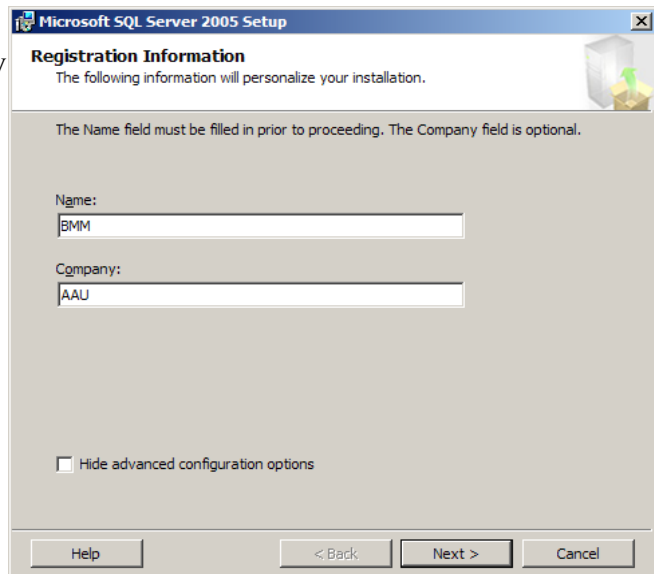 Microsoft SQL Server 2005 Setup
Registration Information
The following information will personalize your installation.
The Name field must be filled in prior to proceeding. The Company field is optional.
Name:
BMM
Company:
AAU
Hide advanced configuration options
Help < Back Next > Cancel